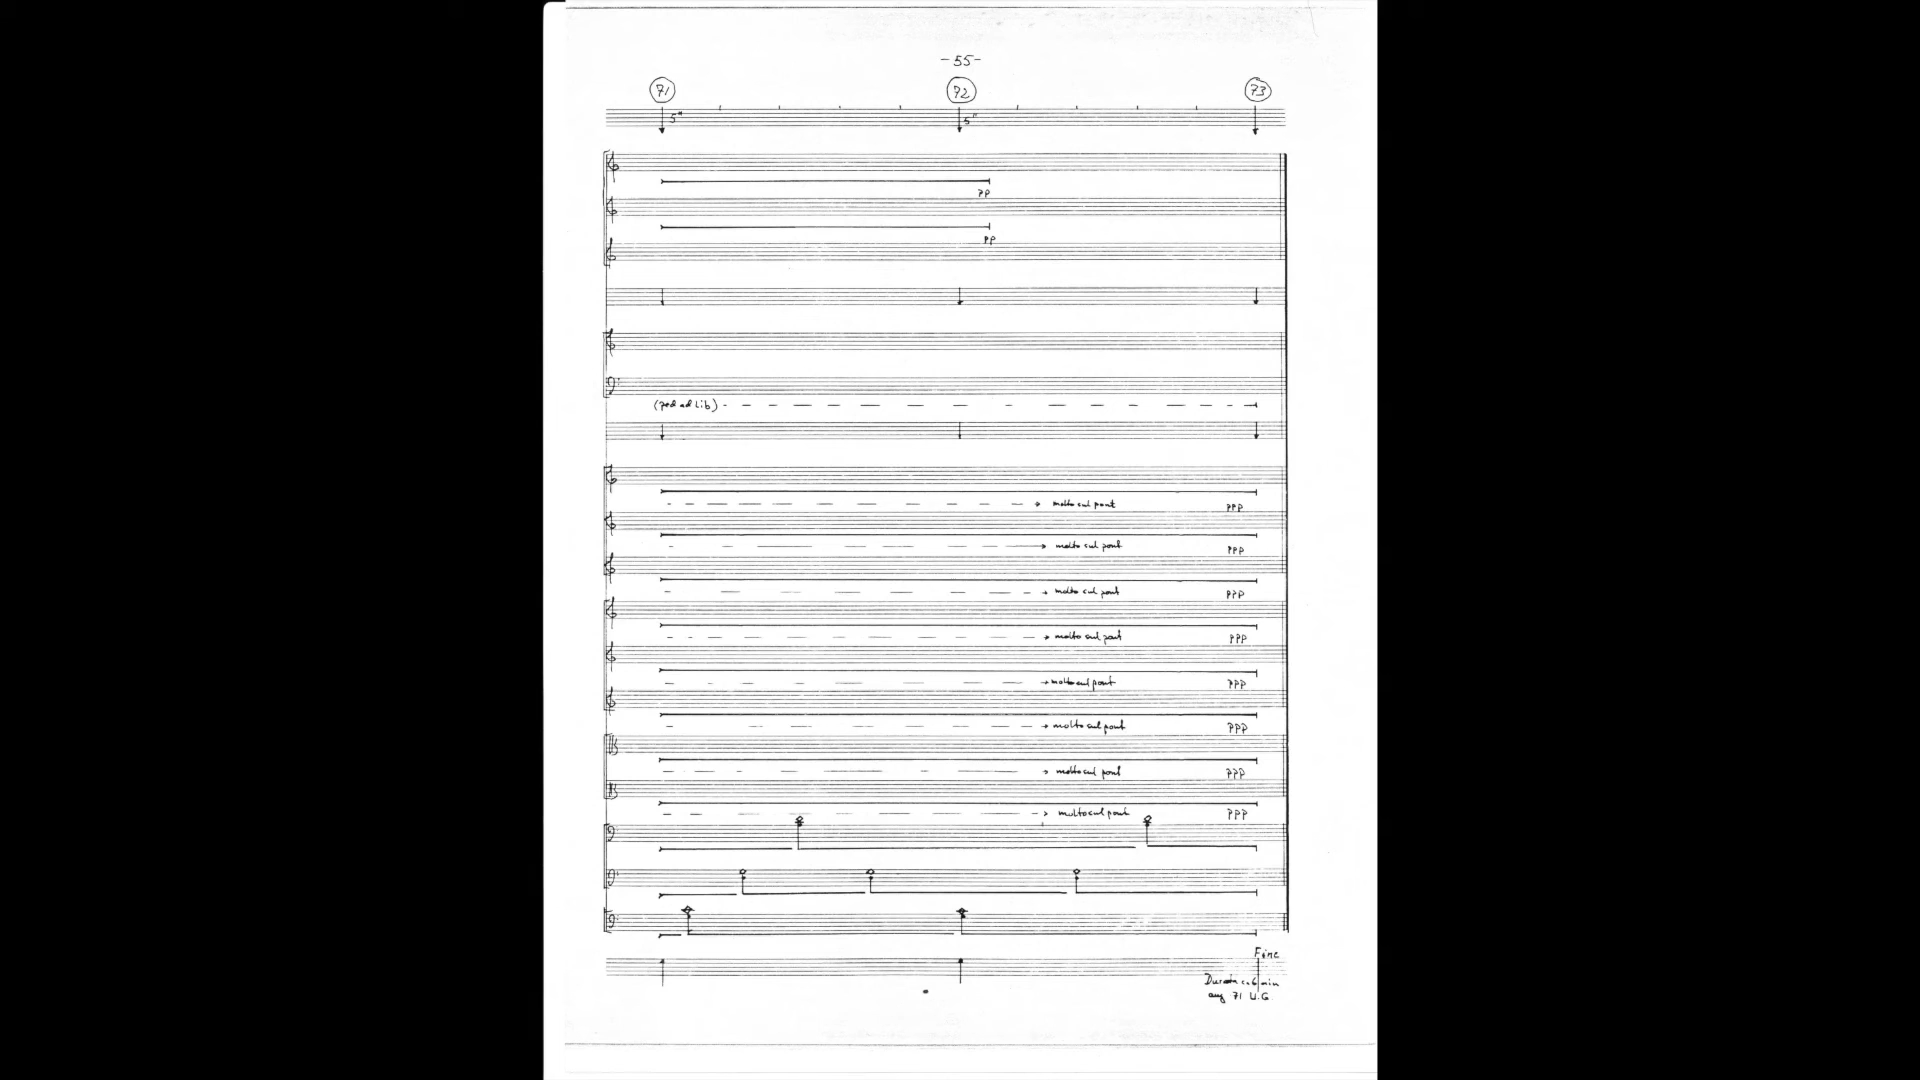 -55-
71 72 73
5" 5"
pp
pp
(ped ad lib)
molto sul pont ppp
molto sul pont ppp
molto sul pont ppp
molto sul pont ppp
molto sul pont ppp
molto sul pont ppp
molto sul pont ppp
molto sul pont ppp
Fine
Durata ca 6 min
aug 71 U.G.